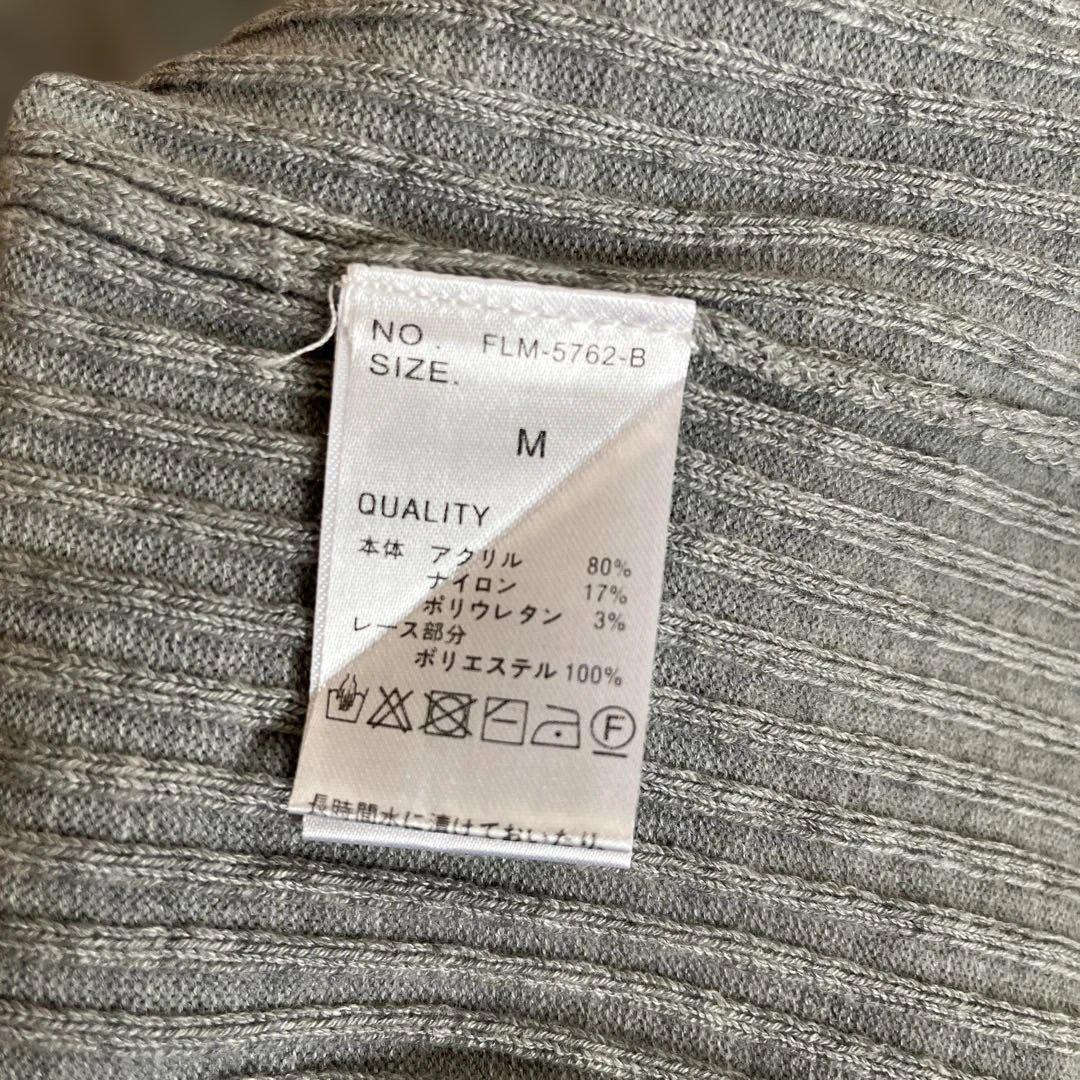 NO. FLM-5762-B
SIZE.
M
QUALITY
本体 アクリル 80%
ナイロン 17%
ポリウレタン 3%
レース部分
ポリエステル 100%
F
長時間水に漬けておいたり